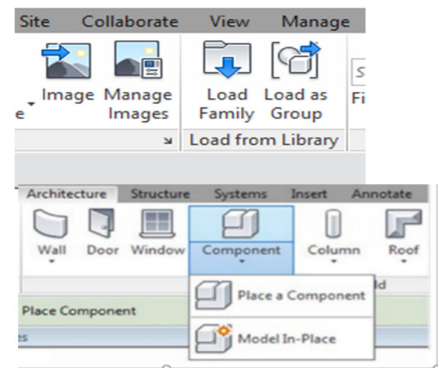 Site Collaborate View Manage
Image Manage Images Load Family Load as Group
Load from Library
Architecture Structure Systems Insert Annotate
Wall Door Window Component Column Roof
Place a Component
Place Component
Model In-Place